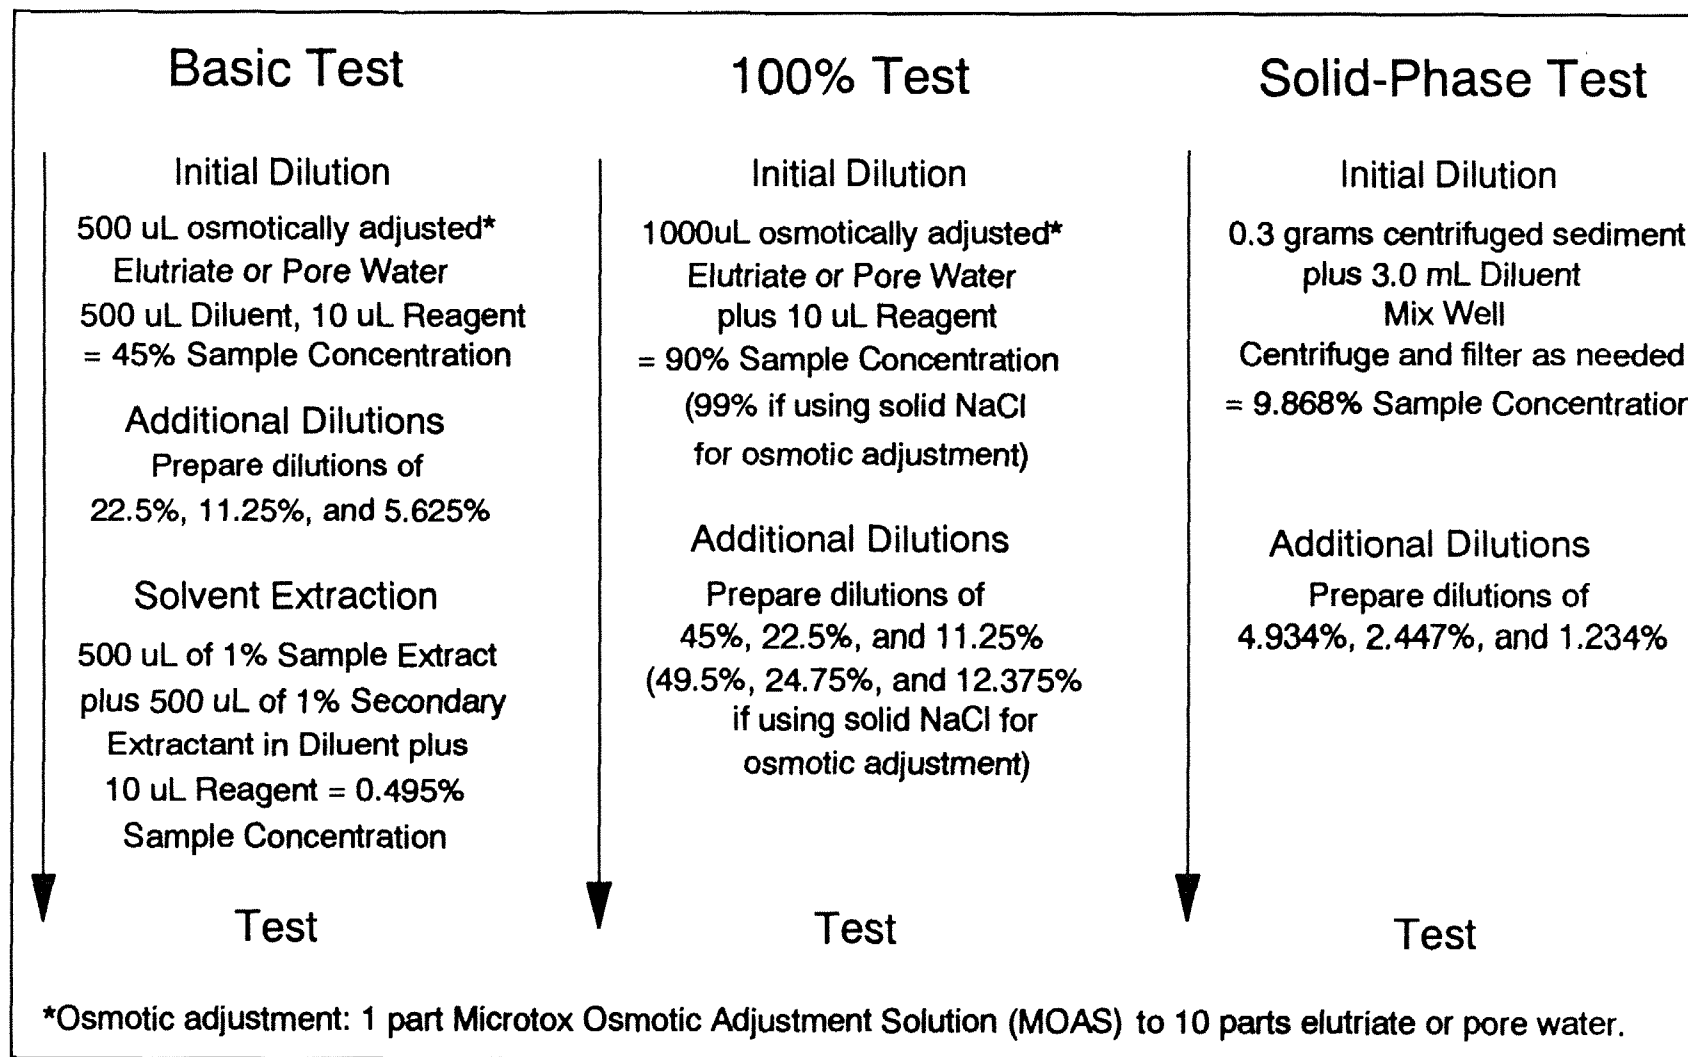 Basic Test
Initial Dilution
500 uL osmotically adjusted*
Elutriate or Pore Water
500 uL Diluent, 10 uL Reagent
= 45% Sample Concentration
Additional Dilutions
Prepare dilutions of
22.5%, 11.25%, and 5.625%
Solvent Extraction
500 uL of 1% Sample Extract
plus 500 uL of 1% Secondary
Extractant in Diluent plus
10 uL Reagent = 0.495%
Sample Concentration
Test
100% Test
Initial Dilution
1000uL osmotically adjusted*
Elutriate or Pore Water
plus 10 uL Reagent
= 90% Sample Concentration
(99% if using solid NaCl
for osmotic adjustment)
Additional Dilutions
Prepare dilutions of
45%, 22.5%, and 11.25%
(49.5%, 24.75%, and 12.375%
if using solid NaCl for
osmotic adjustment)
Test
Solid-Phase Test
Initial Dilution
0.3 grams centrifuged sediment
plus 3.0 mL Diluent
Mix Well
Centrifuge and filter as needed
= 9.868% Sample Concentration
Additional Dilutions
Prepare dilutions of
4.934%, 2.447%, and 1.234%
Test
*Osmotic adjustment: 1 part Microtox Osmotic Adjustment Solution (MOAS) to 10 parts elutriate or pore water.